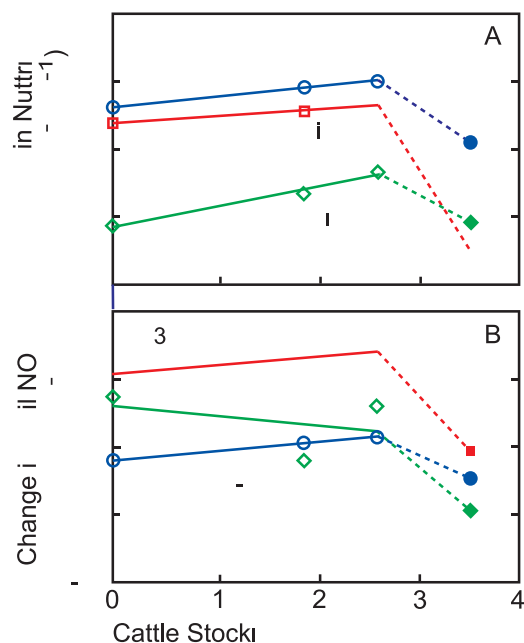 A
in Nuttrı
-1)
B
3
il NO
Change i
0 1 2 3 4
Cattle Stockı